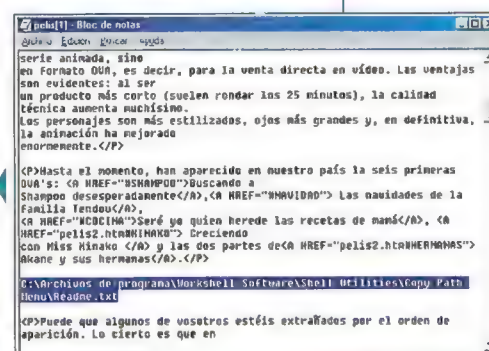 pelis[1] - Bloc de notas
Archivo Edición Buscar Ayuda
serie animada, sino
en formato OVA, es decir, para la venta directa en vídeo. Las ventajas
son evidentes: al ser
un producto más corto (suelen rondar los 25 minutos), la calidad
técnica aumenta muchísimo.
Los personajes son más estilizados, ojos más grandes y, en definitiva,
la animación ha mejorado
enormemente.</P>
<P>Hasta el momento, han aparecido en nuestro país la seis primeras
OVA's: <A HREF="#SHAMPOO">Buscando a
Shampoo desesperadamente</A>,<A HREF="#NAVIDAD"> Las navidades de la
Familia Tendou</A>,
<A HREF="#COCINA">Seré yo quien herede las recetas de mamá</A>, <A
HREF="pelis2.htm#HINAKO"> Creciendo
con Miss Hinako </A> y las dos partes de<A HREF="pelis2.htm#HERMANAS">
Akane y sus hermanas</A>.</P>
C:\Archivos de programa\Workshell Software\Shell Utilities\Copy Path
Menu\Readme.txt
<P>Puede que algunos de vosotros estéis extrañados por el orden de
aparición. Lo cierto es que en